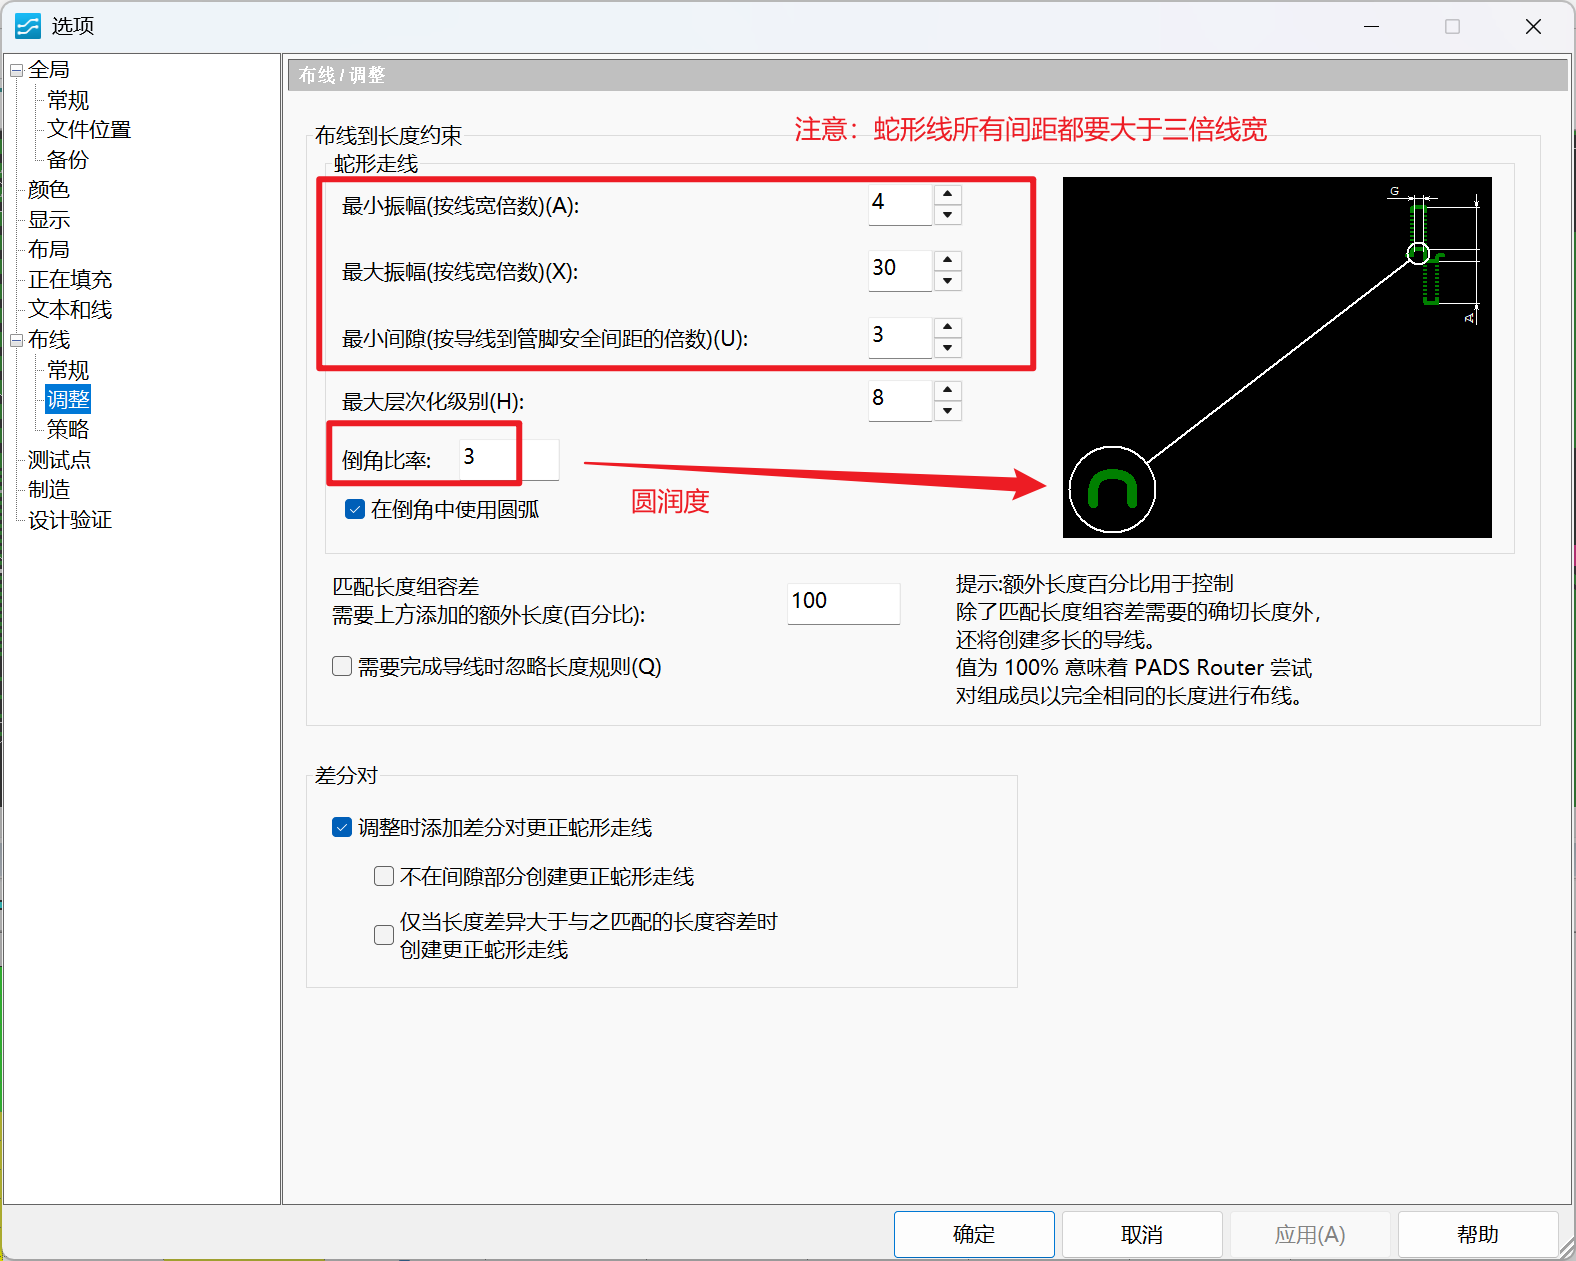 选项
全局
常规
文件位置
备份
颜色
显示
布局
正在填充
文本和线
布线
常规
调整
策略
测试点
制造
设计验证
布线 / 调整
注意：蛇形线所有间距都要大于三倍线宽
布线到长度约束
蛇形走线
最小振幅(按线宽倍数)(A): 4
最大振幅(按线宽倍数)(X): 30
最小间隙(按导线到管脚安全间距的倍数)(U): 3
最大层次化级别(H): 8
倒角比率: 3
在倒角中使用圆弧
圆润度
G
A
匹配长度组容差
需要上方添加的额外长度(百分比): 100
需要完成导线时忽略长度规则(Q)
提示:额外长度百分比用于控制
除了匹配长度组容差需要的确切长度外，
还将创建多长的导线。
值为 100% 意味着 PADS Router 尝试
对组成员以完全相同的长度进行布线。
差分对
调整时添加差分对更正蛇形走线
不在间隙部分创建更正蛇形走线
仅当长度差异大于与之匹配的长度容差时
创建更正蛇形走线
确定
取消
应用(A)
帮助